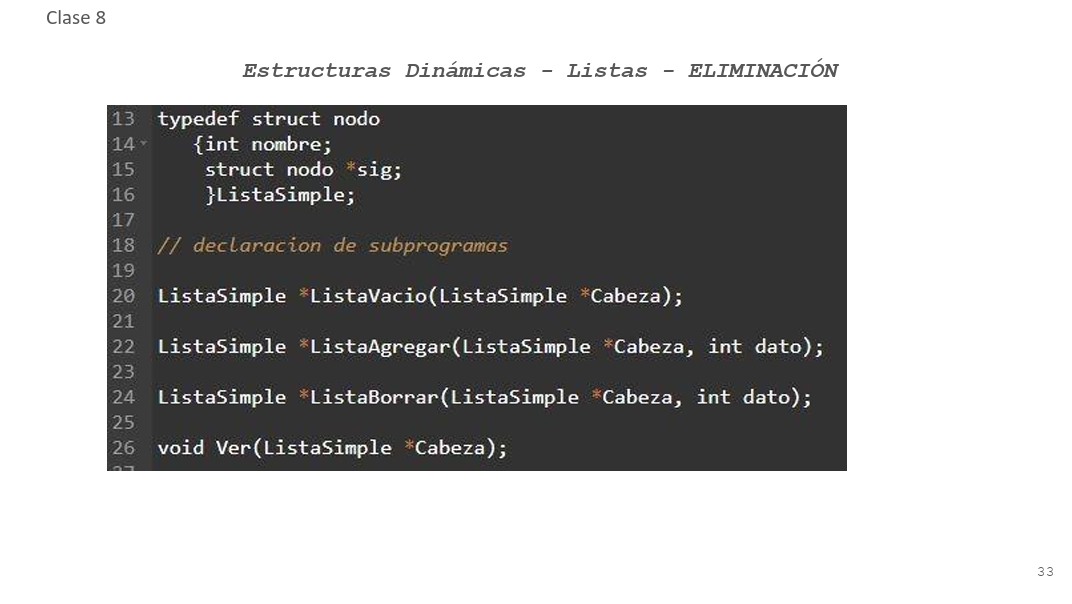 Clase 8
Estructuras Dinámicas - Listas - ELIMINACIÓN
13 typedef struct nodo
14 {int nombre;
15 struct nodo *sig;
16 }ListaSimple;
17
18 // declaracion de subprogramas
19
20 ListaSimple *ListaVacio(ListaSimple *Cabeza);
21
22 ListaSimple *ListaAgregar(ListaSimple *Cabeza, int dato);
23
24 ListaSimple *ListaBorrar(ListaSimple *Cabeza, int dato);
25
26 void Ver(ListaSimple *Cabeza);
27
33